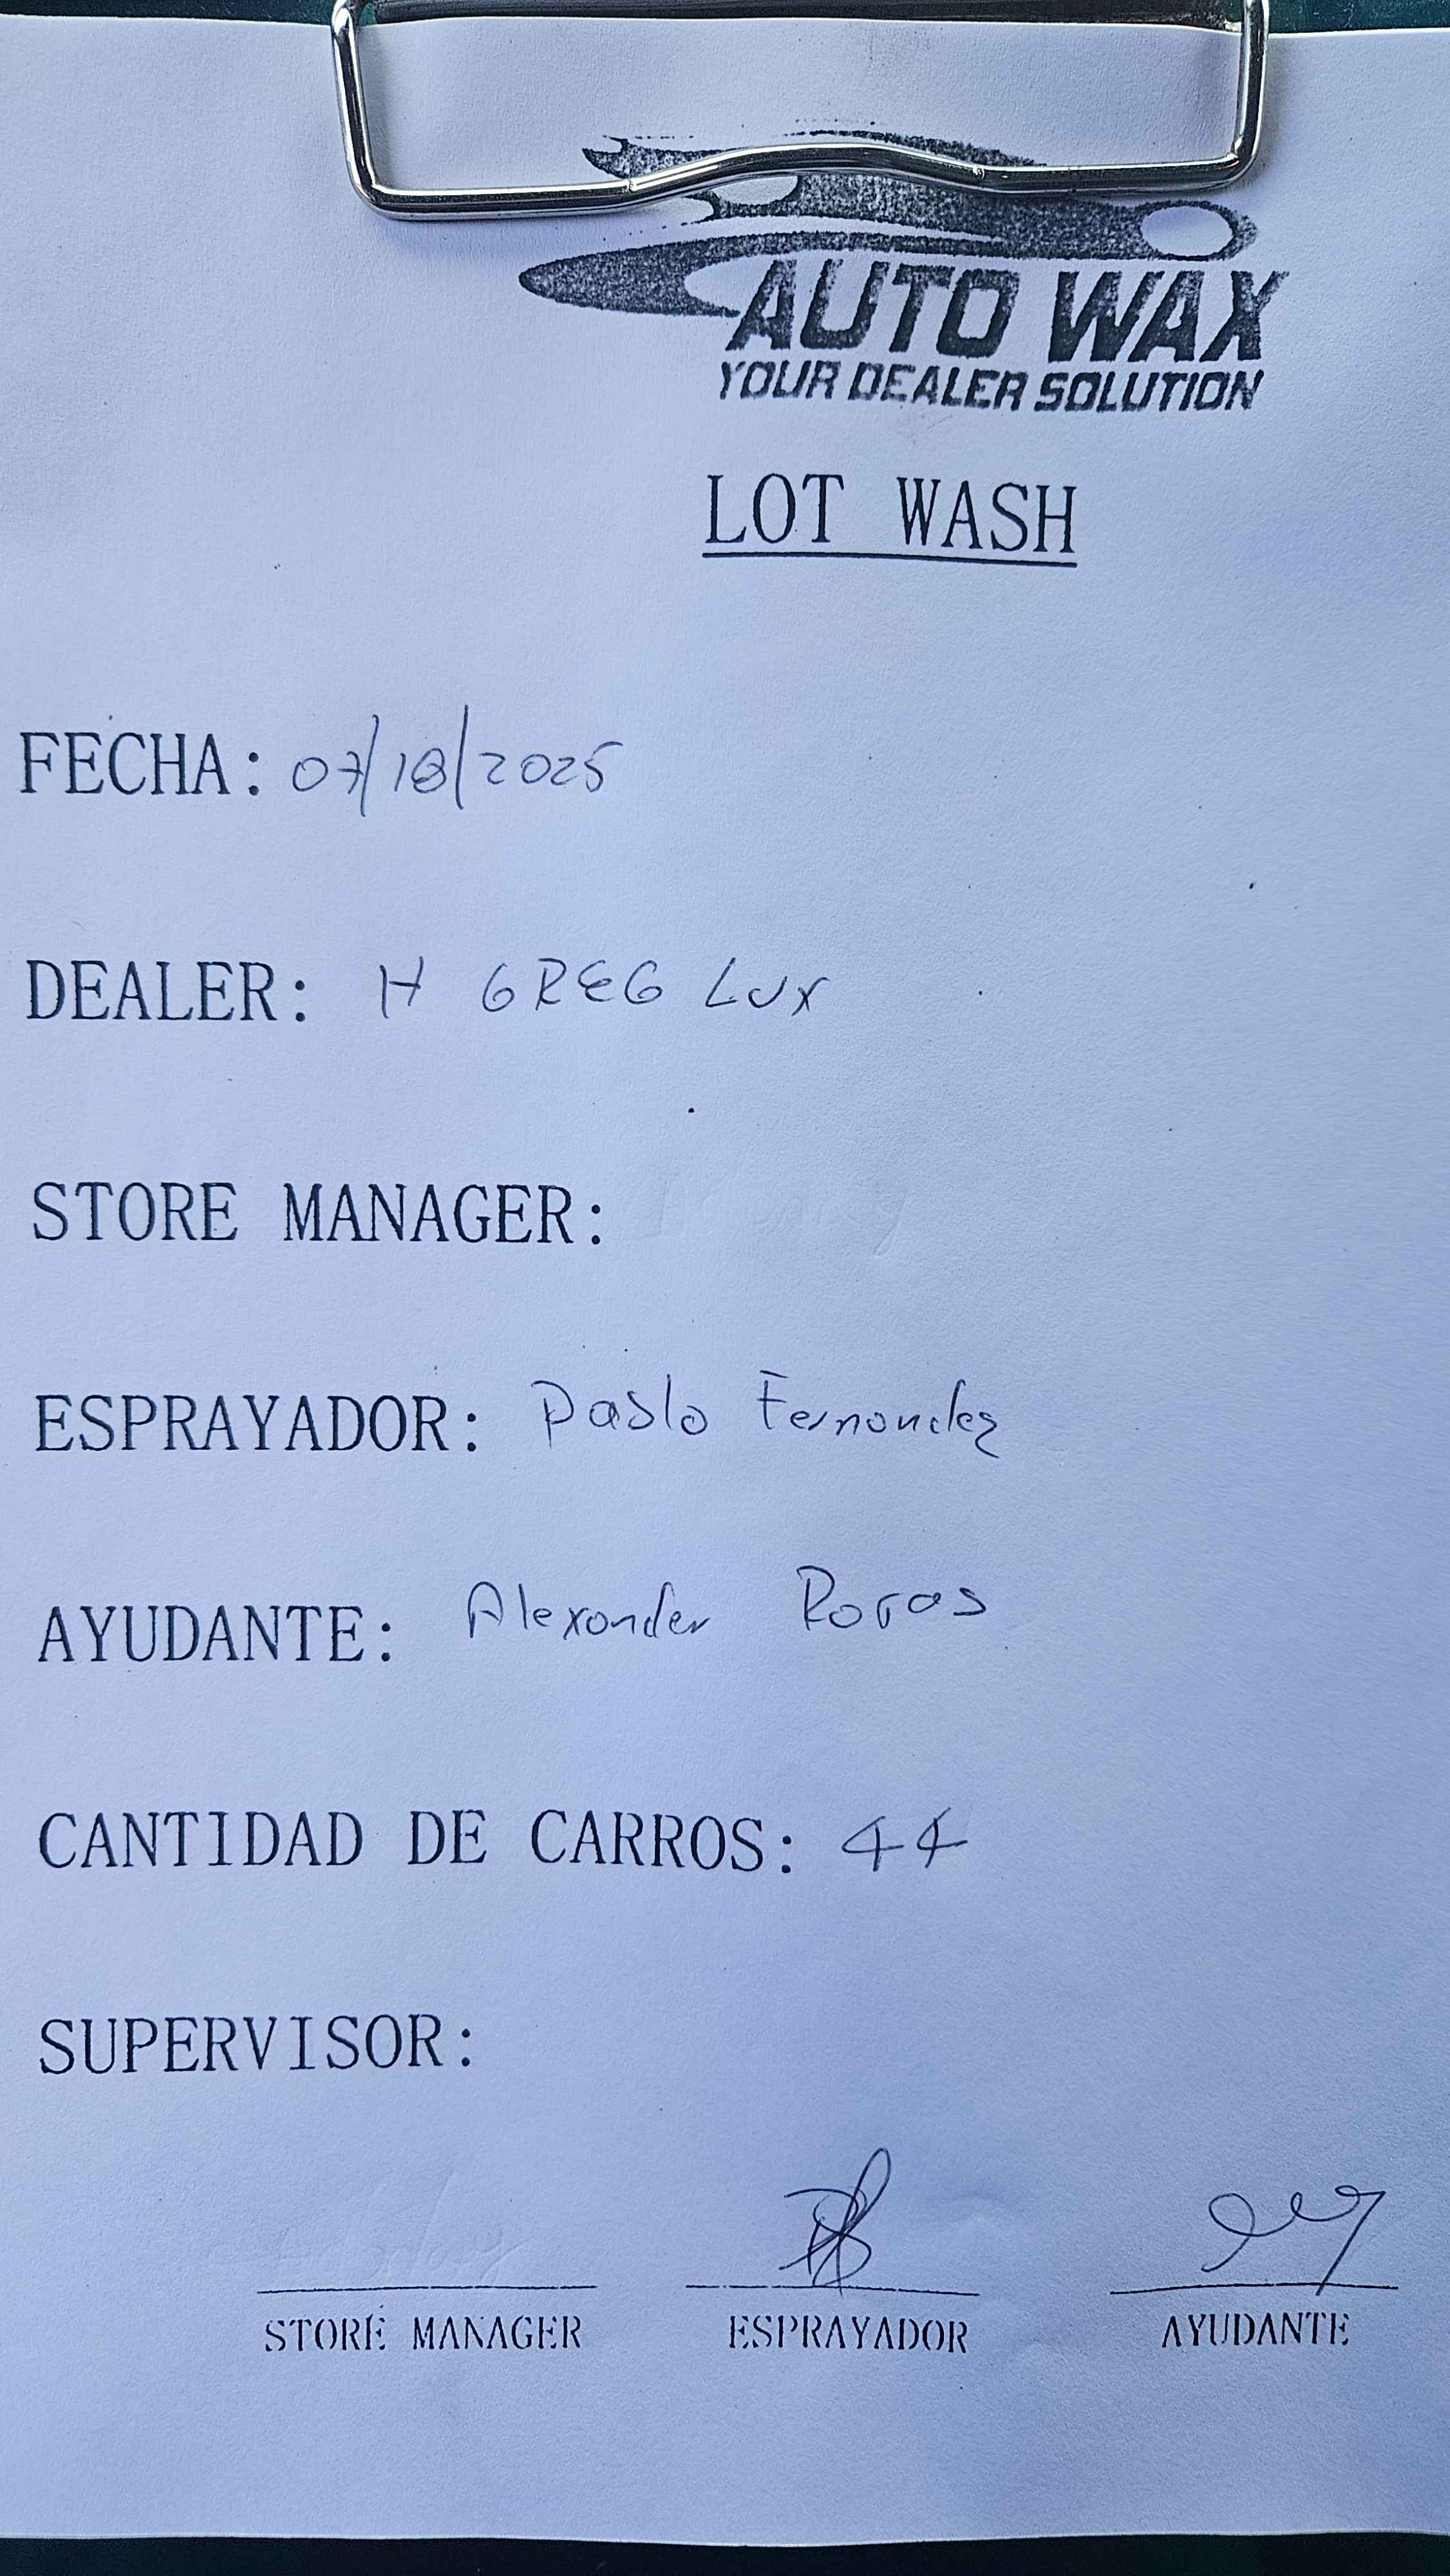 AUTO WAX
YOUR DEALER SOLUTION
LOT WASH
FECHA: 07/18/2025
DEALER: H GREG LUX
STORE MANAGER:
ESPRAYADOR: Pablo Fernandez
AYUDANTE: Alexander Rojas
CANTIDAD DE CARROS: 44
SUPERVISOR:
STORE MANAGER ESPRAYADOR AYUDANTE